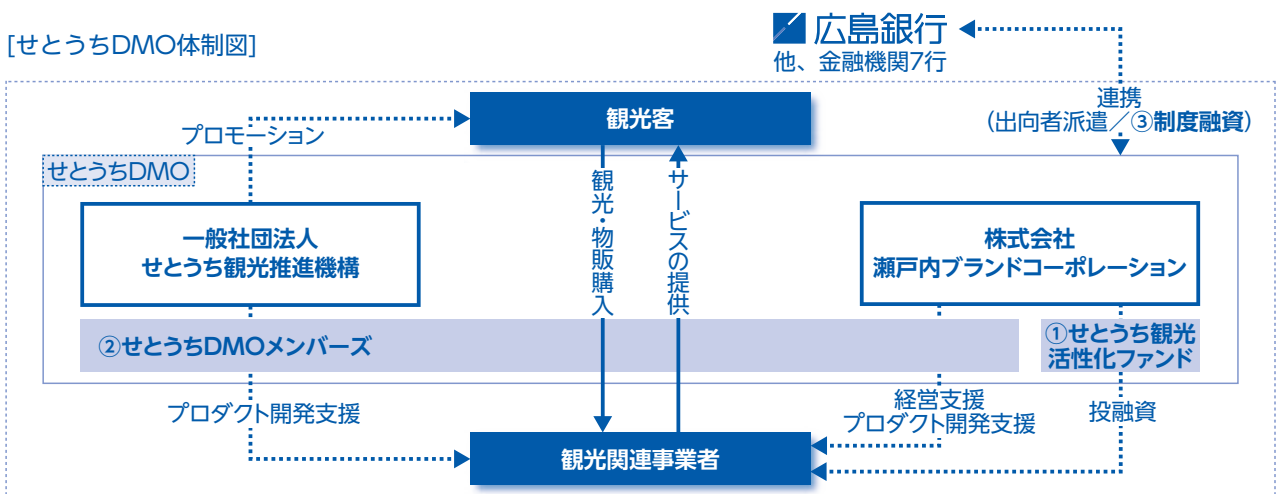 [せとうちDMO体制図]
広島銀行
他、金融機関7行
連携
(出向者派遣/③制度融資)
観光客
プロモーション
せとうちDMO
観光・物販購入
サービスの提供
一般社団法人
せとうち観光推進機構
株式会社
瀬戸内ブランドコーポレーション
②せとうちDMOメンバーズ
①せとうち観光
活性化ファンド
プロダクト開発支援
経営支援
プロダクト開発支援
投融資
観光関連事業者